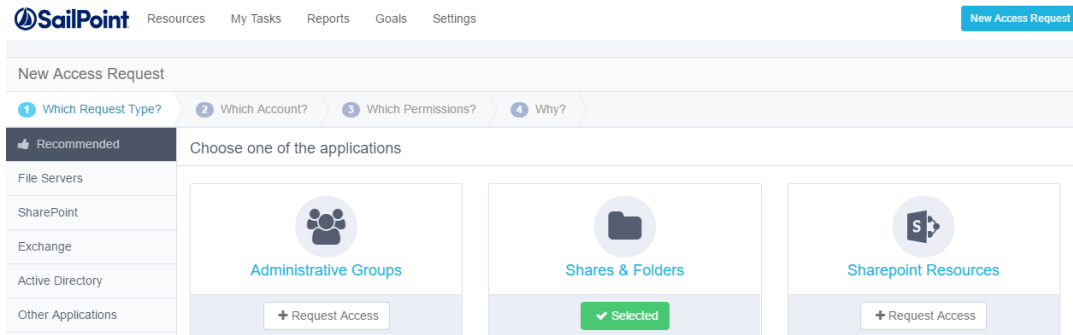 SailPoint Resources My Tasks Reports Goals Settings New Access Request
New Access Request
1 Which Request Type? 2 Which Account? 3 Which Permissions? 4 Why?
Recommended
Choose one of the applications
File Servers
SharePoint
Exchange
Active Directory
Other Applications
Administrative Groups
Shares & Folders
Sharepoint Resources
+ Request Access
Selected
+ Request Access